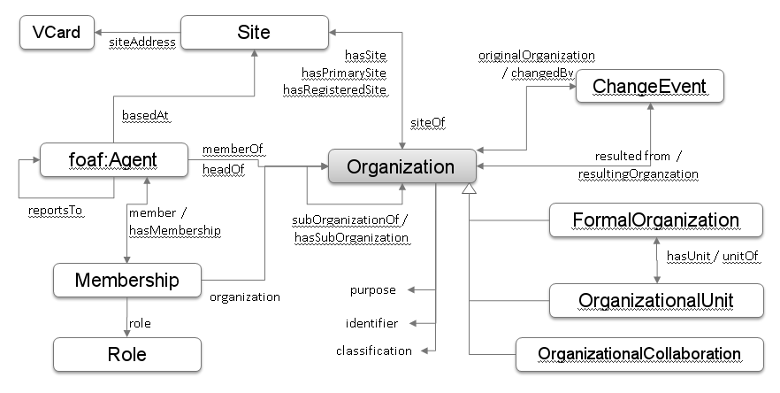 VCard
Site
siteAddress
hasSite
hasPrimarySite
hasRegisteredSite
originalOrganization
/ changedBy
ChangeEvent
basedAt
siteOf
foaf:Agent
memberOf
headOf
Organization
resulted from /
resultingOrganzation
reportsTo
member /
hasMembership
subOrganizationOf /
hasSubOrganization
FormalOrganization
hasUnit / unitOf
Membership
organization
purpose
OrganizationalUnit
role
identifier
Role
classification
OrganizationalCollaboration